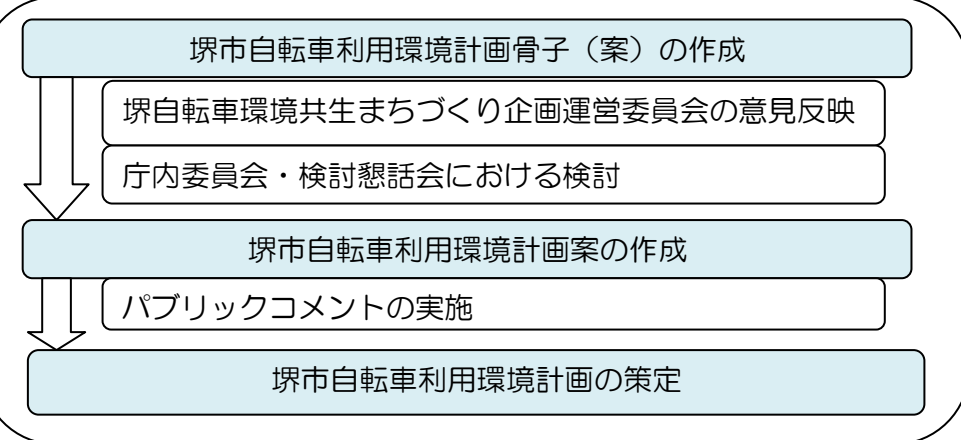 堺市自転車利用環境計画骨子（案）の作成
堺自転車環境共生まちづくり企画運営委員会の意見反映
庁内委員会・検討懇話会における検討
堺市自転車利用環境計画案の作成
パブリックコメントの実施
堺市自転車利用環境計画の策定